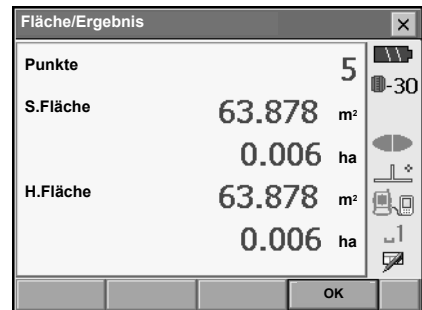 Fläche/Ergebnis
Punkte 5
-30
S.Fläche 63.878 m²
0.006 ha
H.Fläche 63.878 m²
0.006 ha
1
OK